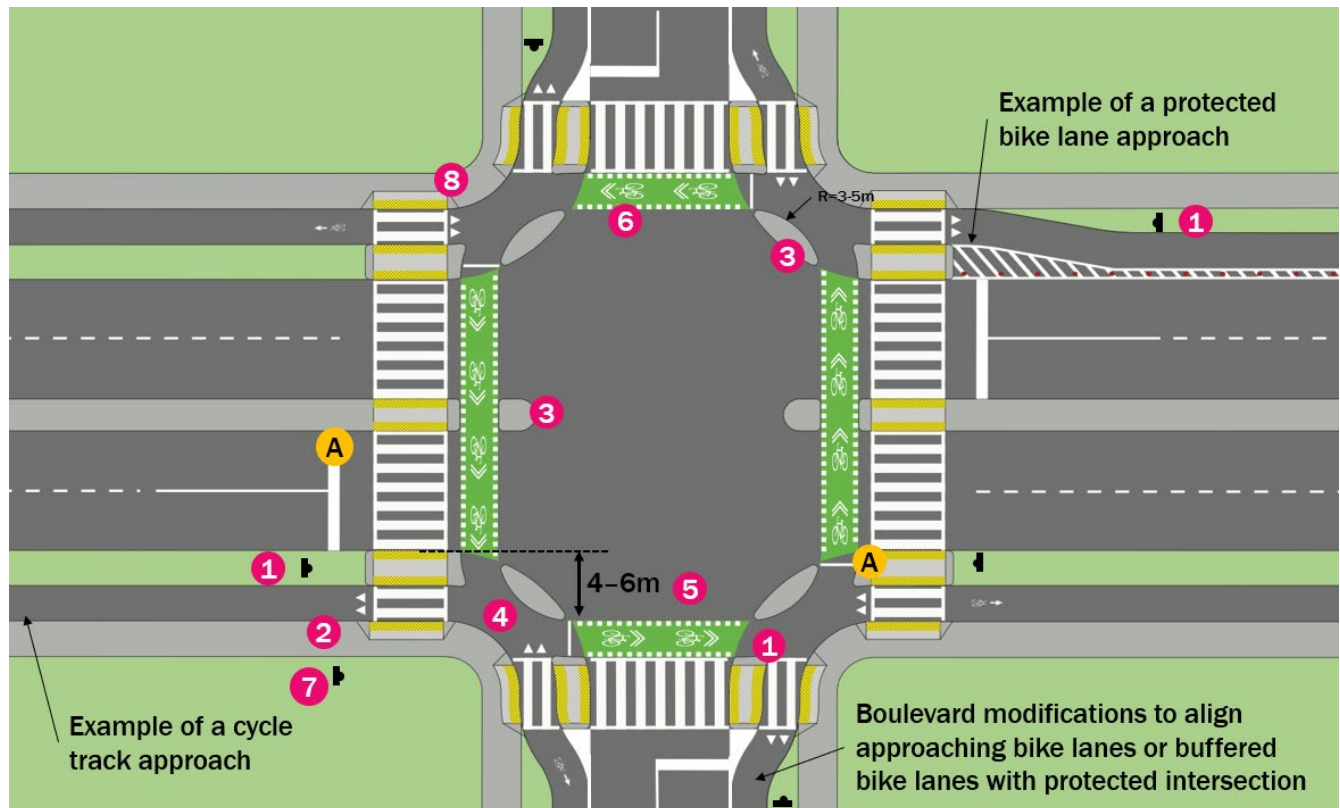 Example of a protected
bike lane approach
8
R=3-5m
6
1
3
3
A
1
4–6m
5
A
4
2
1
7
Example of a cycle
track approach
Boulevard modifications to align
approaching bike lanes or buffered
bike lanes with protected intersection